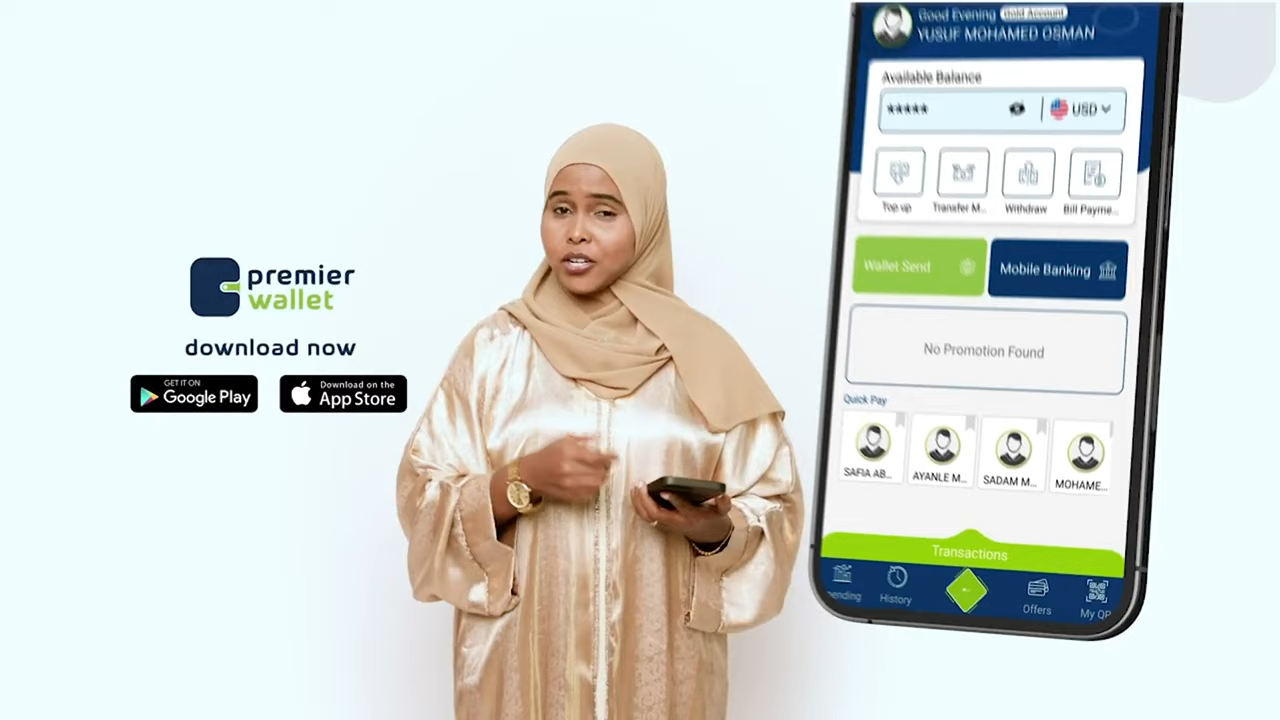 premier
wallet
download now
GET IT ON
Google Play
Download on the
App Store
Good Evening Gold Account
YUSUF MOHAMED OSMAN
Available Balance
***** USD
Top up Transfer M... Withdraw Bill Payme...
Wallet Send Mobile Banking
No Promotion Found
Quick Pay
SAFIA AB... AYANLE M... SADAM M... MOHAME...
Transactions
ending History Offers My QR